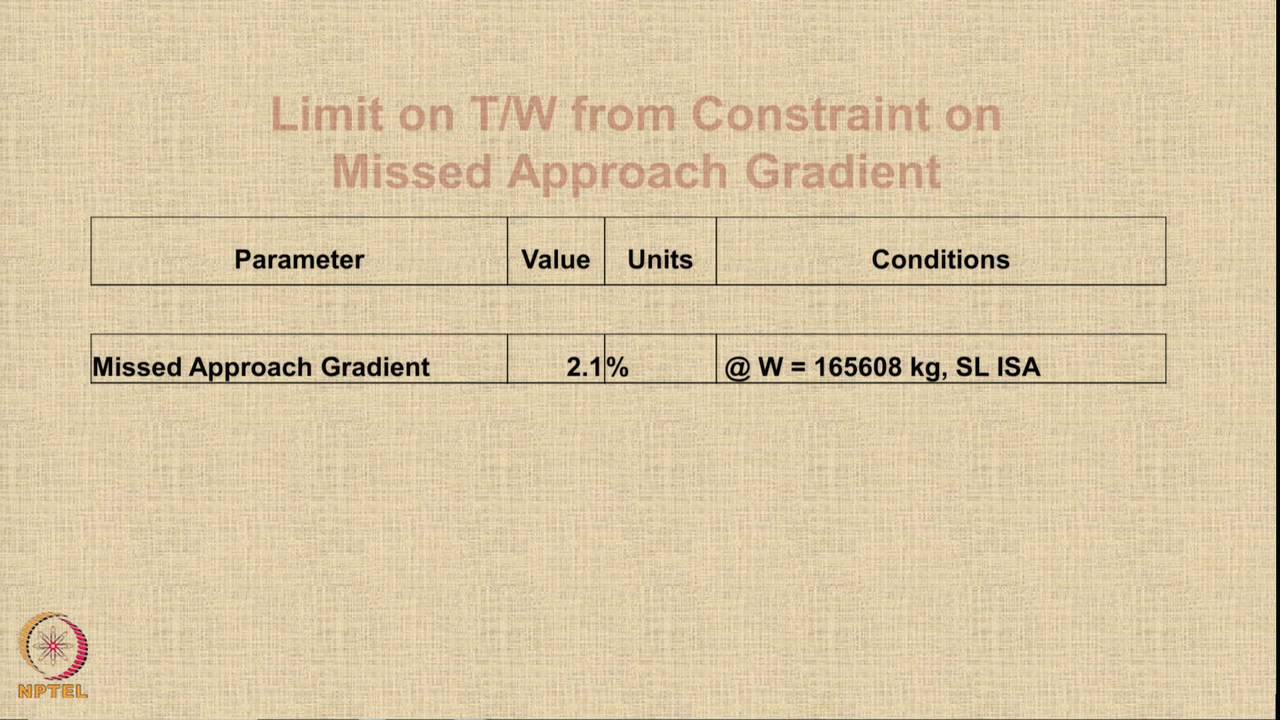 Limit on T/W from Constraint on
Missed Approach Gradient
Parameter Value Units Conditions
Missed Approach Gradient 2.1 % @ W = 165608 kg, SL ISA
NPTEL